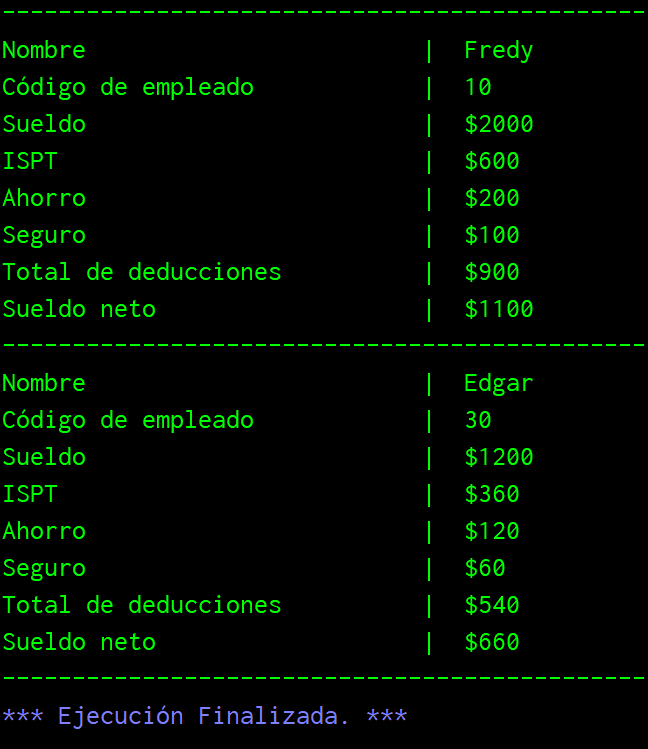 ----------------------------------------------
Nombre                        |  Fredy
Código de empleado            |  10
Sueldo                        |  $2000
ISPT                          |  $600
Ahorro                        |  $200
Seguro                        |  $100
Total de deducciones          |  $900
Sueldo neto                   |  $1100
----------------------------------------------
Nombre                        |  Edgar
Código de empleado            |  30
Sueldo                        |  $1200
ISPT                          |  $360
Ahorro                        |  $120
Seguro                        |  $60
Total de deducciones          |  $540
Sueldo neto                   |  $660
----------------------------------------------
*** Ejecución Finalizada. ***